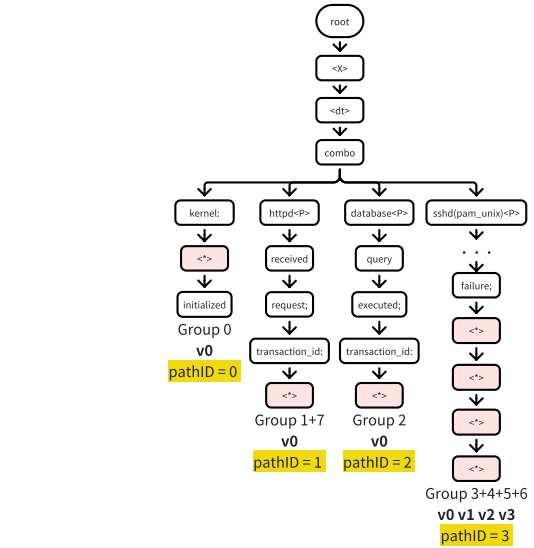 root
<X>
<dt>
combo
kernel: httpd<P> database<P> sshd(pam_unix)<P>
<*> received query . . .
initialized request; executed; failure;
Group 0 transaction_id: transaction_id: <*>
v0
pathID = 0 <*> <*> <*>
Group 1+7 Group 2 <*>
v0 v0
pathID = 1 pathID = 2 <*>
Group 3+4+5+6
v0 v1 v2 v3
pathID = 3